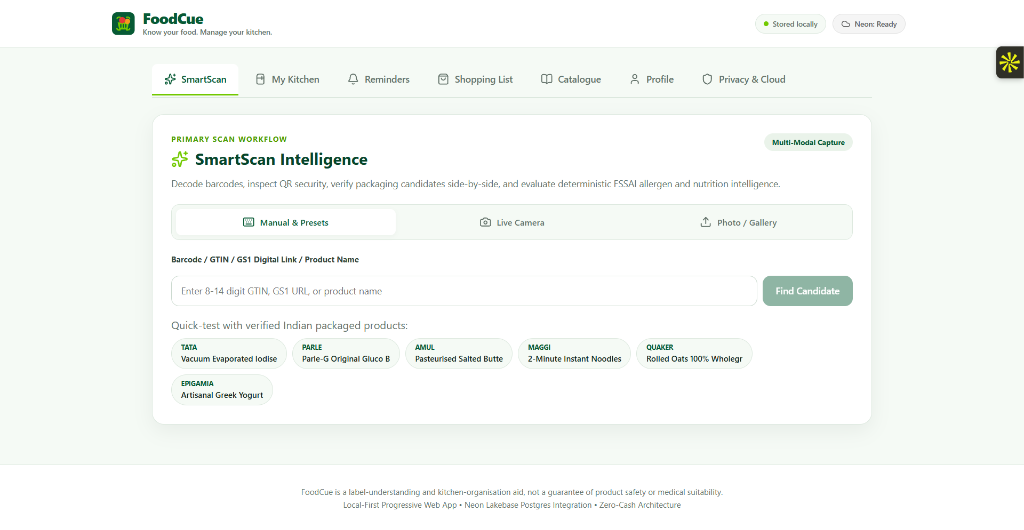 FoodCue
Know your food. Manage your kitchen.
Stored locally
Neon: Ready
SmartScan
My Kitchen
Reminders
Shopping List
Catalogue
Profile
Privacy & Cloud
PRIMARY SCAN WORKFLOW
Multi-Modal Capture
SmartScan Intelligence
Decode barcodes, inspect QR security, verify packaging candidates side-by-side, and evaluate deterministic FSSAI allergen and nutrition intelligence.
Manual & Presets
Live Camera
Photo / Gallery
Barcode / GTIN / GS1 Digital Link / Product Name
Enter 8-14 digit GTIN, GS1 URL, or product name
Find Candidate
Quick-test with verified Indian packaged products:
TATA
Vacuum Evaporated Iodise
PARLE
Parle-G Original Gluco B
AMUL
Pasteurised Salted Butte
MAGGI
2-Minute Instant Noodles
QUAKER
Rolled Oats 100% Wholegr
EPIGAMIA
Artisanal Greek Yogurt
FoodCue is a label-understanding and kitchen-organisation aid, not a guarantee of product safety or medical suitability.
Local-First Progressive Web App • Neon Lakebase Postgres Integration • Zero-Cash Architecture